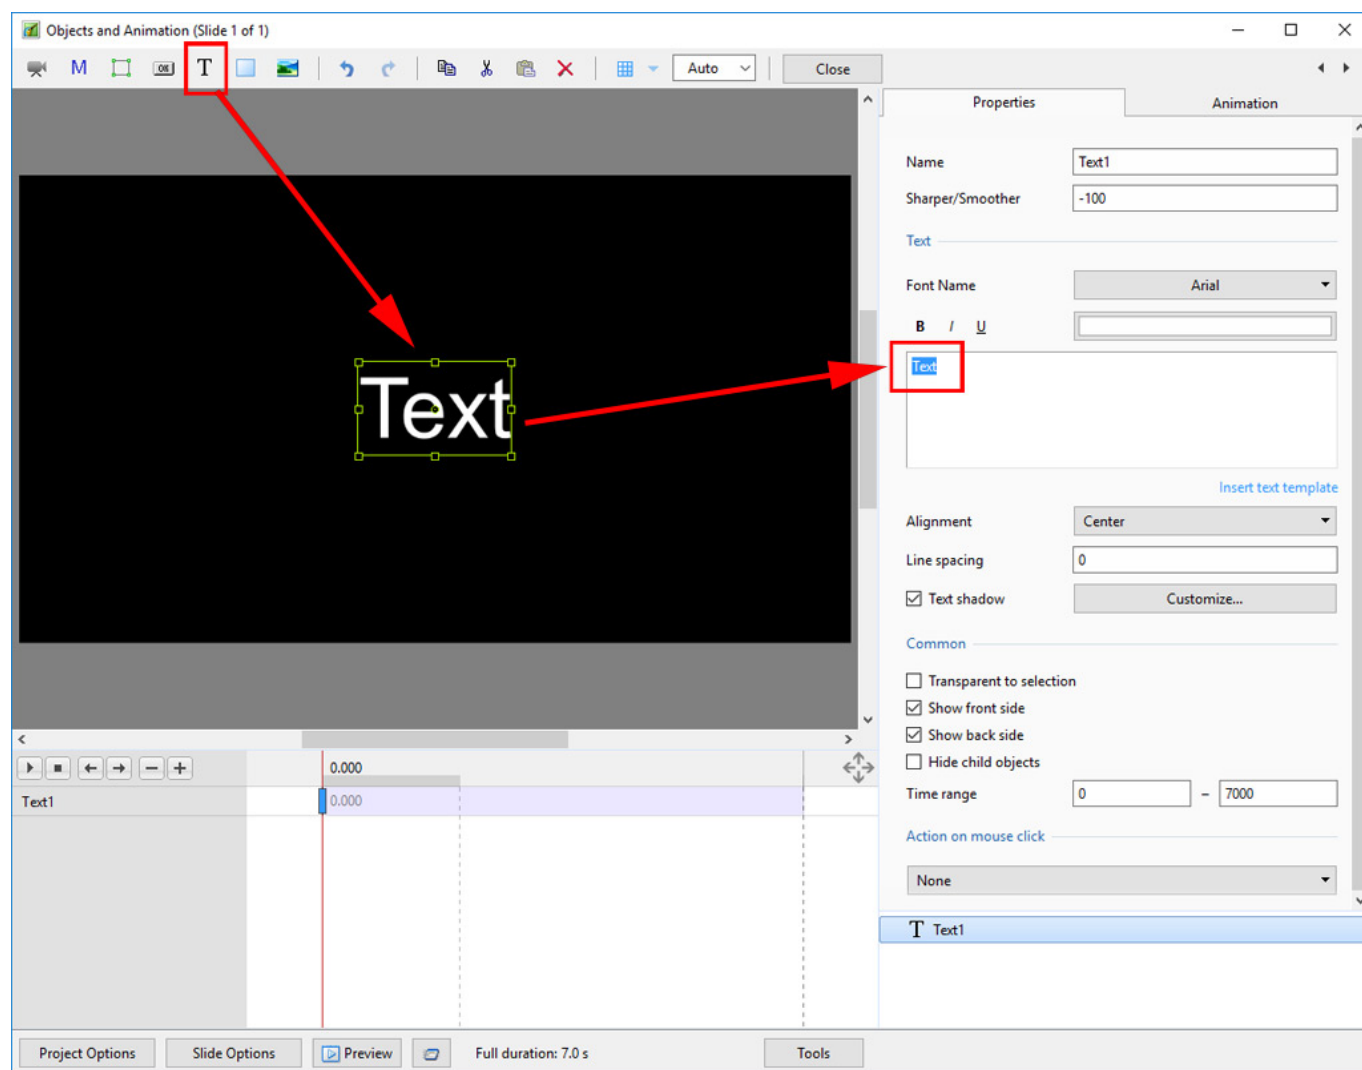 Objects and Animation (Slide 1 of 1)
M OK T Auto Close
Properties Animation
Name Text1
Sharper/Smoother -100
Text
Font Name Arial
B I U
Text
Text
Insert text template
Alignment Center
Line spacing 0
Text shadow Customize...
Common
Transparent to selection
Show front side
Show back side
Hide child objects
Time range 0 – 7000
Action on mouse click
None
T Text1
0.000
Text1 0.000
Project Options Slide Options Preview Full duration: 7.0 s Tools